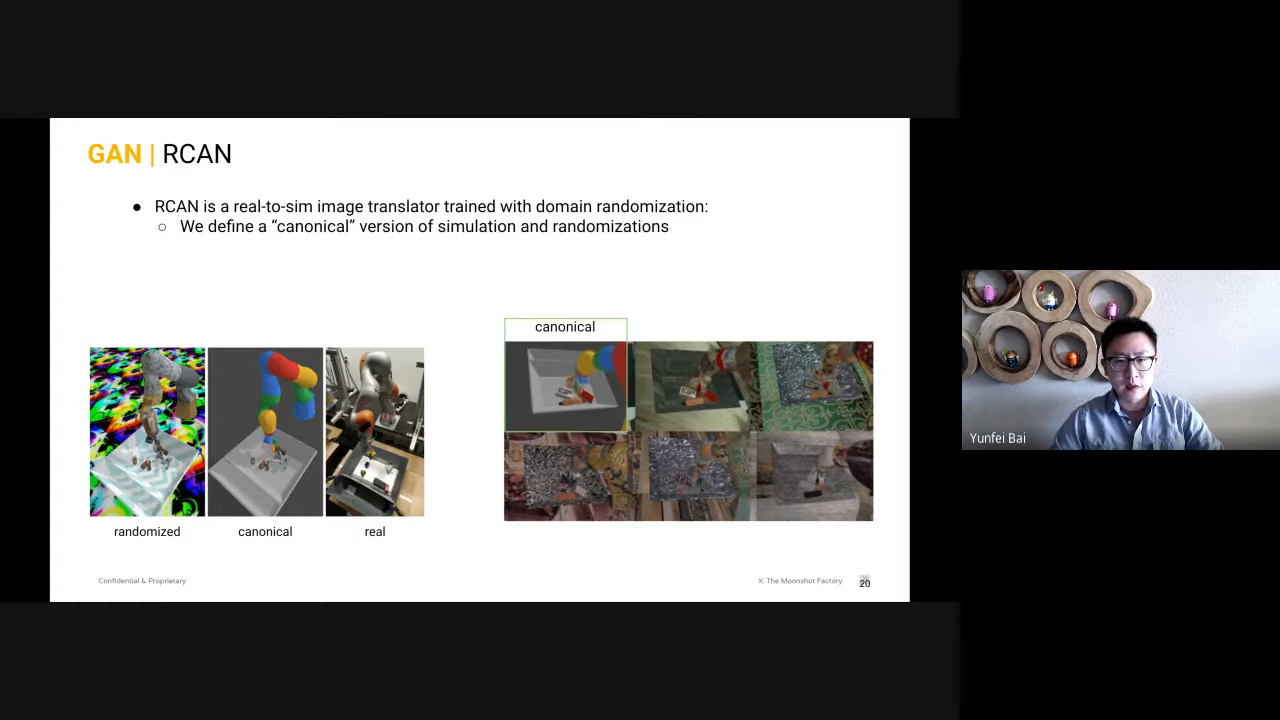 GAN | RCAN
● RCAN is a real-to-sim image translator trained with domain randomization:
○ We define a “canonical” version of simulation and randomizations
canonical
randomized
canonical
real
Confidential & Proprietary
X: The Moonshot Factory
20
Yunfei Bai